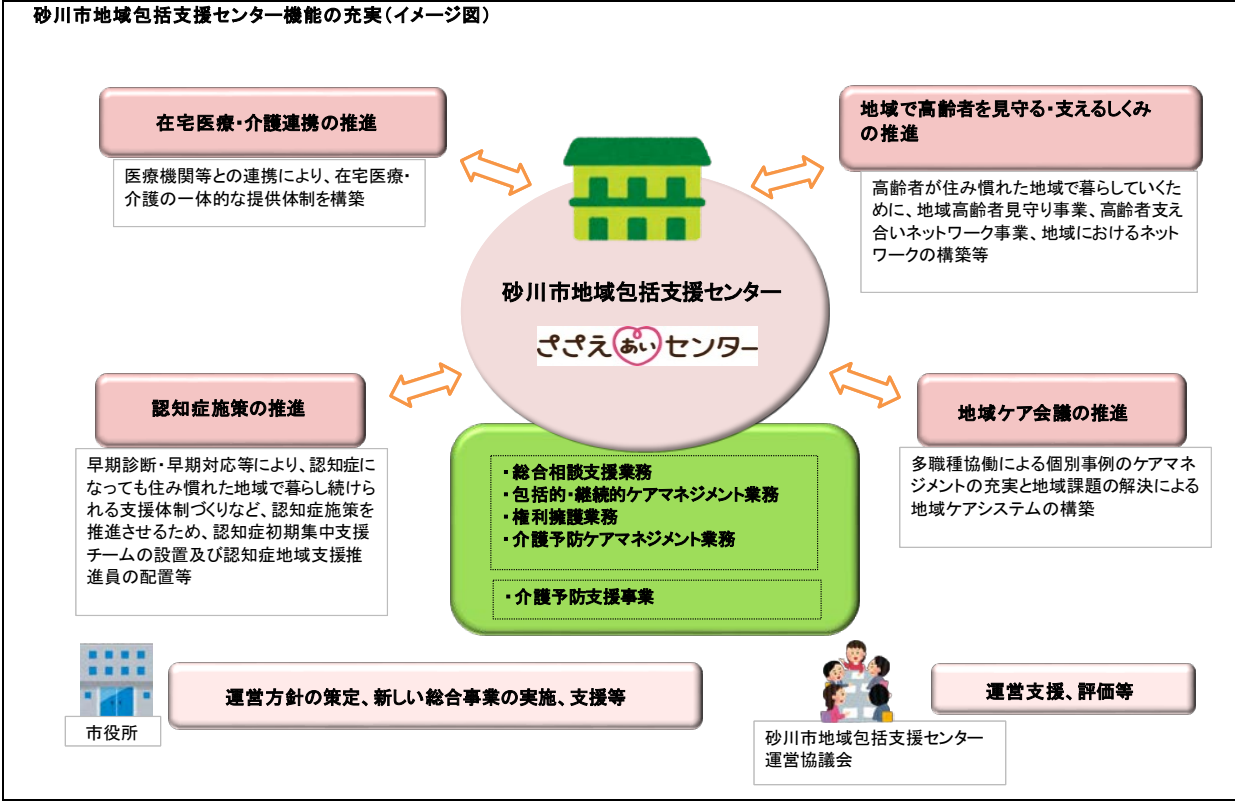 砂川市地域包括支援センター機能の充実(イメージ図)
在宅医療・介護連携の推進
医療機関等との連携により、在宅医療・
介護の一体的な提供体制を構築
地域で高齢者を見守る・支えるしくみ
の推進
高齢者が住み慣れた地域で暮らしていくた
めに、地域高齢者見守り事業、高齢者支え
合いネットワーク事業、地域におけるネット
ワークの構築等
砂川市地域包括支援センター
ささえあいセンター
認知症施策の推進
早期診断・早期対応等により、認知症に
なっても住み慣れた地域で暮らし続けら
れる支援体制づくりなど、認知症施策を
推進させるため、認知症初期集中支援
チームの設置及び認知症地域支援推
進員の配置等
地域ケア会議の推進
多職種協働による個別事例のケアマネ
ジメントの充実と地域課題の解決による
地域ケアシステムの構築
・総合相談支援業務
・包括的・継続的ケアマネジメント業務
・権利擁護業務
・介護予防ケアマネジメント業務
・介護予防支援事業
市役所
運営方針の策定、新しい総合事業の実施、支援等
砂川市地域包括支援センター
運営協議会
運営支援、評価等